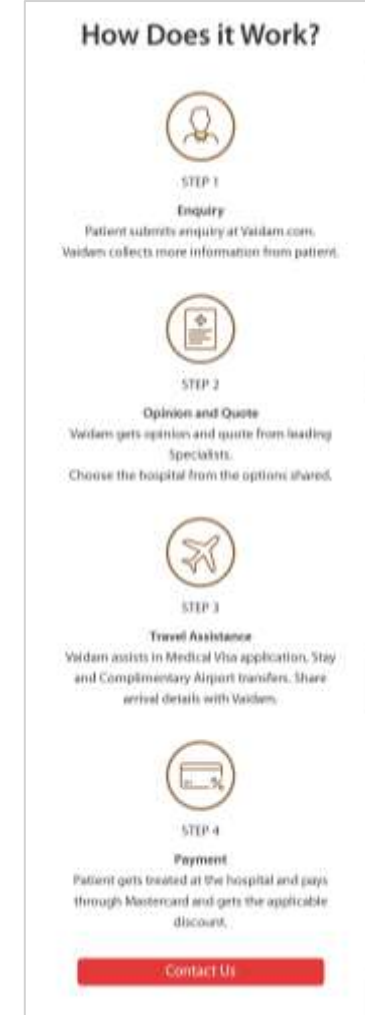 How Does it Work?
STEP 1
Enquiry
Patient submits enquiry at Vaidam.com.
Vaidam collects more information from patient.
STEP 2
Opinion and Quote
Vaidam gets opinion and quote from leading
Specialists.
Choose the hospital from the options shared.
STEP 3
Travel Assistance
Vaidam assists in Medical Visa application, Stay
and Complimentary Airport transfers. Share
arrival details with Vaidam.
STEP 4
Payment
Patient gets treated at the hospital and pays
through Mastercard and gets the applicable
discount.
Contact Us